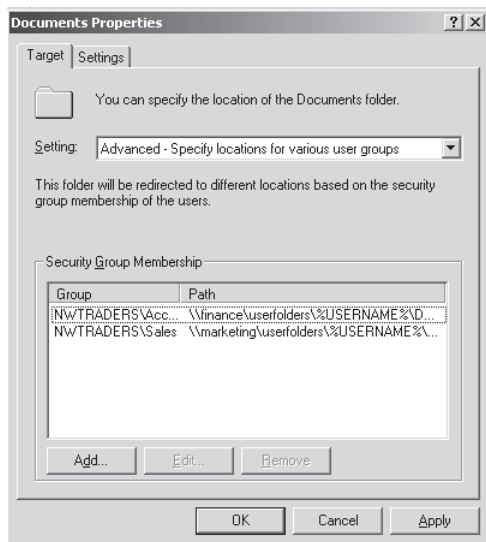 Documents Properties
? X
Target Settings
You can specify the location of the Documents folder.
Setting: Advanced - Specify locations for various user groups
This folder will be redirected to different locations based on the security
group membership of the users.
Security Group Membership
Group Path
NWTRADERS\Acc... \\finance\userfolders\%USERNAME%\D...
NWTRADERS\Sales \\marketing\userfolders\%USERNAME%\...
Add... Edit... Remove
OK Cancel Apply